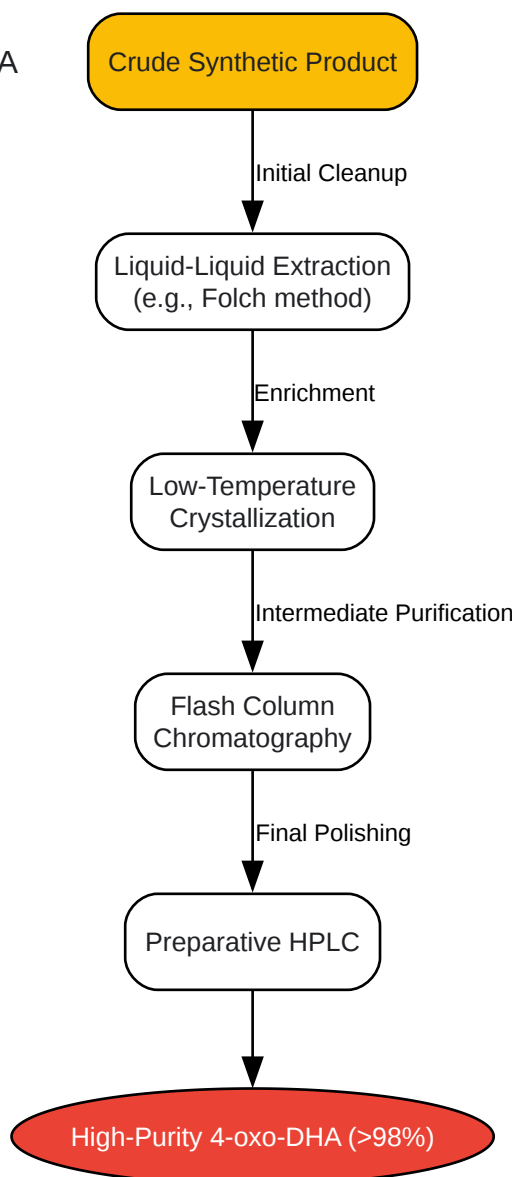 A
Crude Synthetic Product
Initial Cleanup
Liquid-Liquid Extraction
(e.g., Folch method)
Enrichment
Low-Temperature
Crystallization
Intermediate Purification
Flash Column
Chromatography
Final Polishing
Preparative HPLC
High-Purity 4-oxo-DHA (>98%)